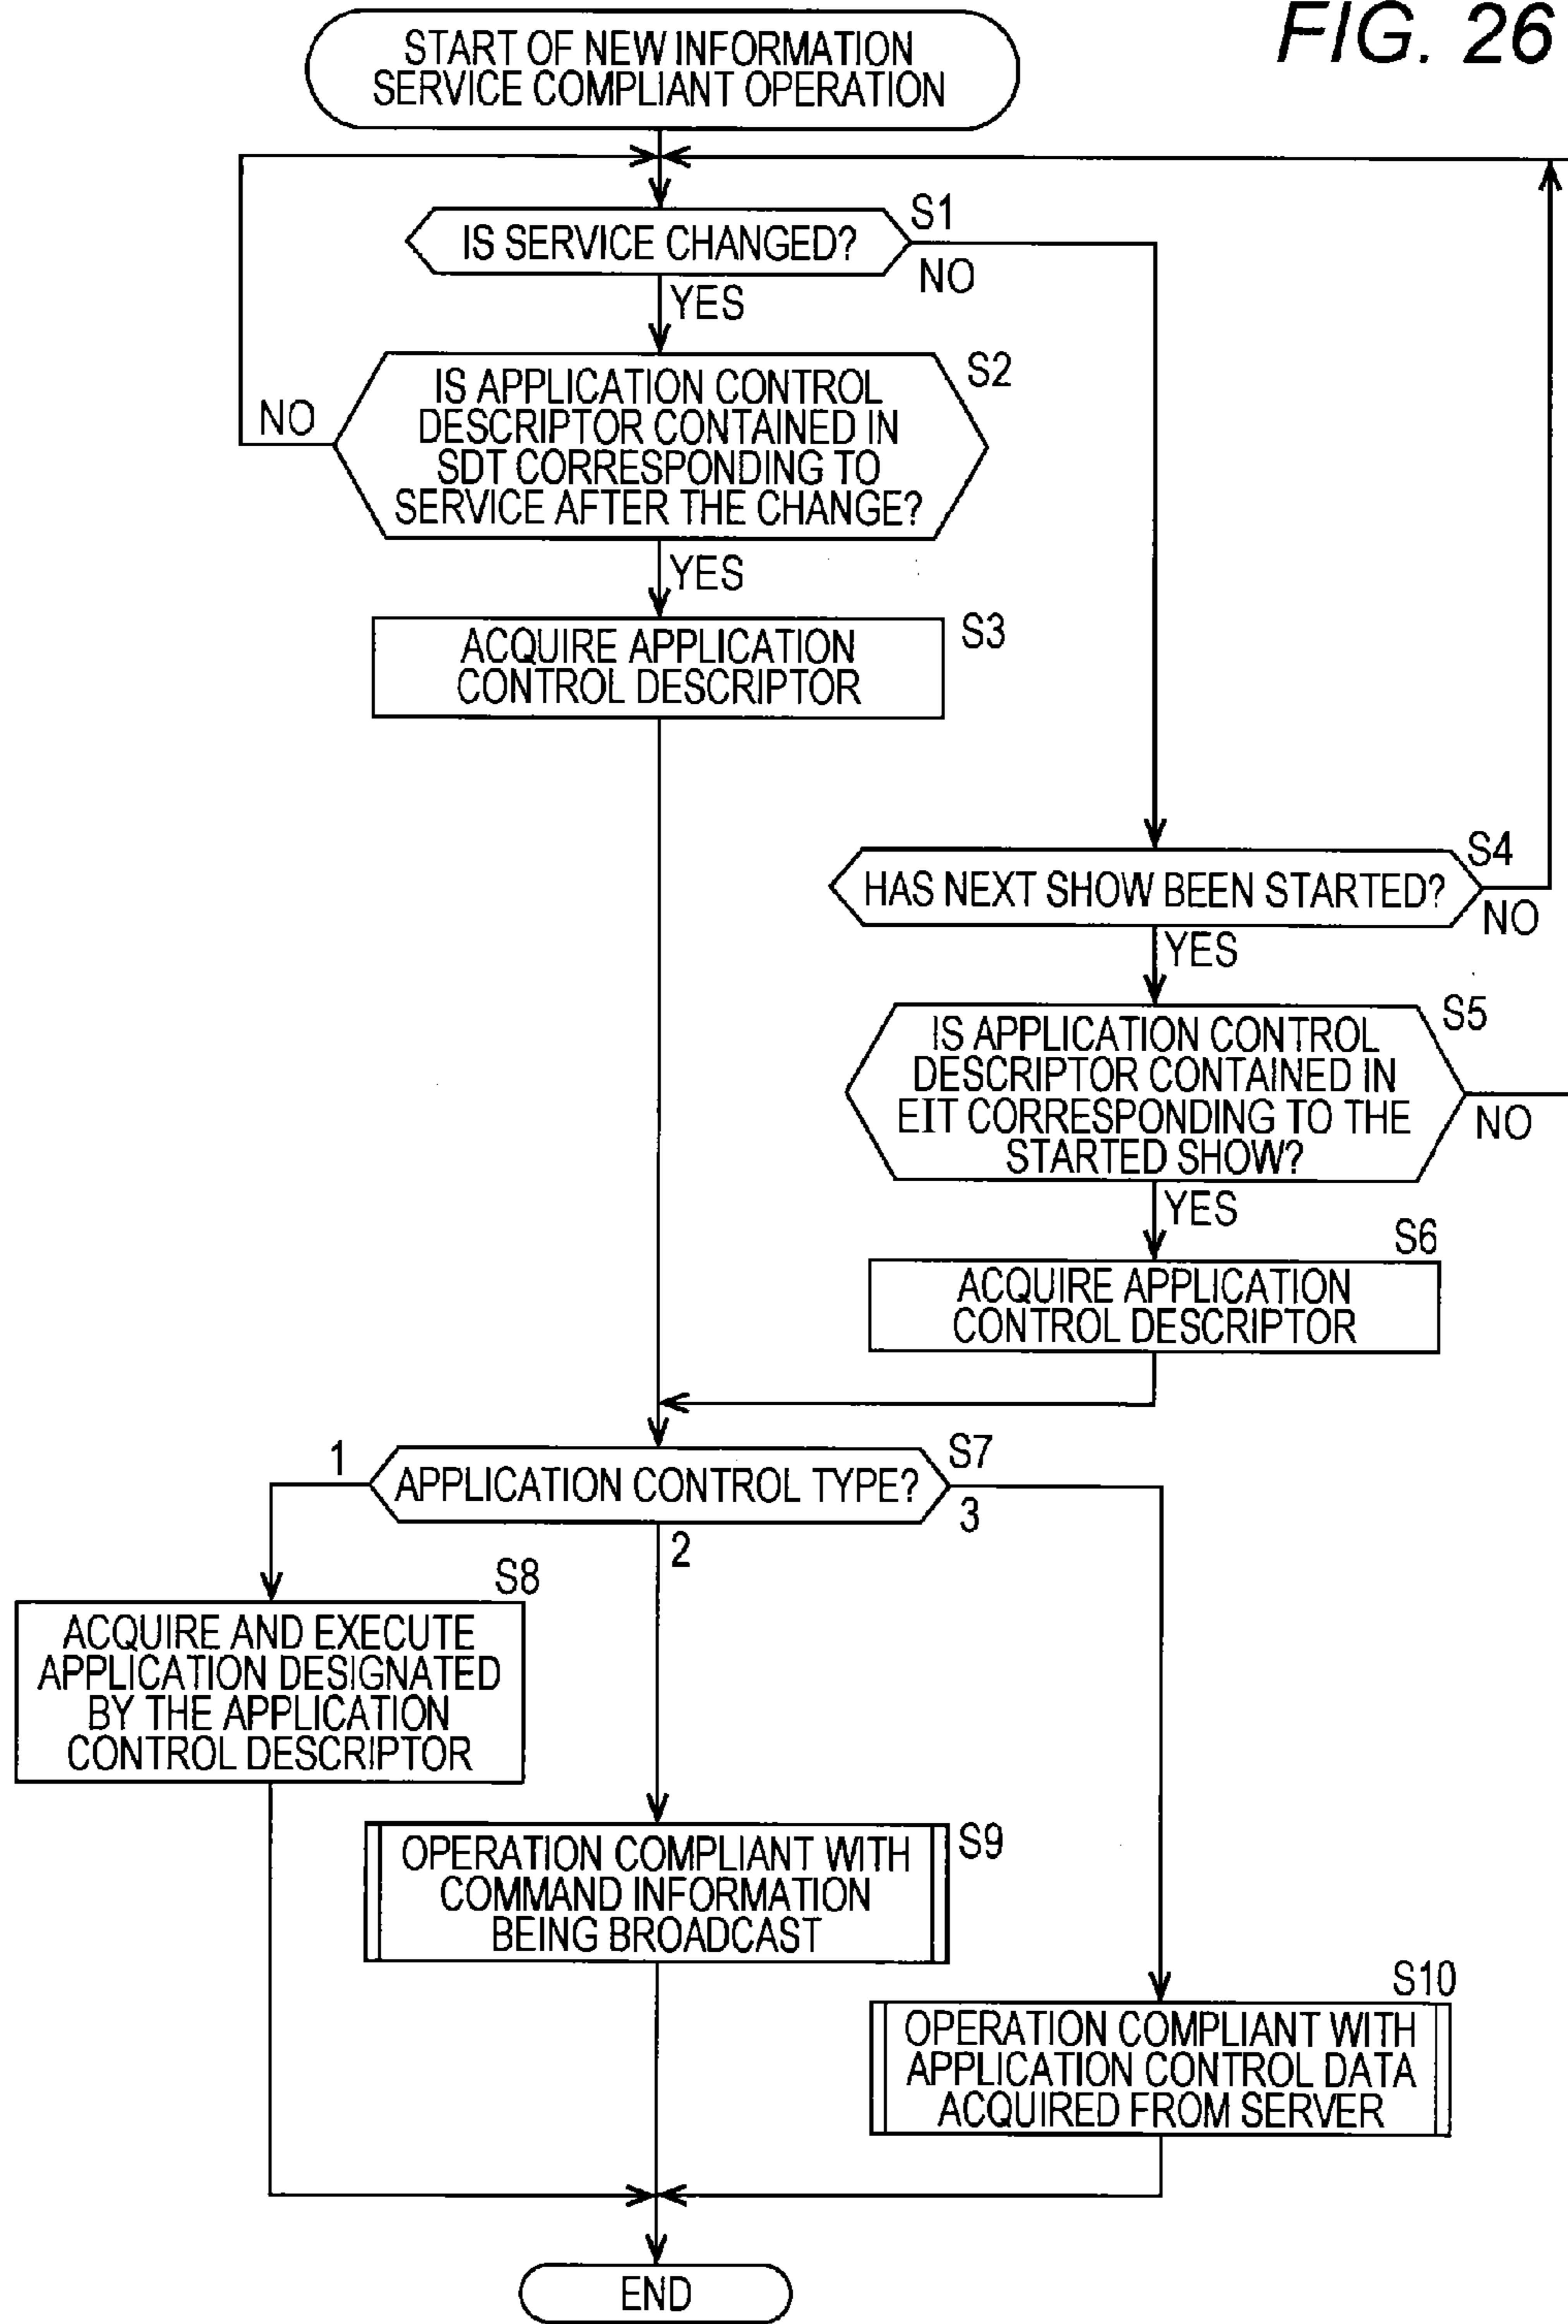 FIG. 26
START OF NEW INFORMATION
SERVICE COMPLIANT OPERATION
S1
IS SERVICE CHANGED?
NO
YES
S2
IS APPLICATION CONTROL
DESCRIPTOR CONTAINED IN
SDT CORRESPONDING TO
SERVICE AFTER THE CHANGE?
NO
YES
S3
ACQUIRE APPLICATION
CONTROL DESCRIPTOR
S4
HAS NEXT SHOW BEEN STARTED?
NO
YES
S5
IS APPLICATION CONTROL
DESCRIPTOR CONTAINED IN
EIT CORRESPONDING TO THE
STARTED SHOW?
NO
YES
S6
ACQUIRE APPLICATION
CONTROL DESCRIPTOR
S7
APPLICATION CONTROL TYPE?
1
2
3
S8
ACQUIRE AND EXECUTE
APPLICATION DESIGNATED
BY THE APPLICATION
CONTROL DESCRIPTOR
S9
OPERATION COMPLIANT WITH
COMMAND INFORMATION
BEING BROADCAST
S10
OPERATION COMPLIANT WITH
APPLICATION CONTROL DATA
ACQUIRED FROM SERVER
END